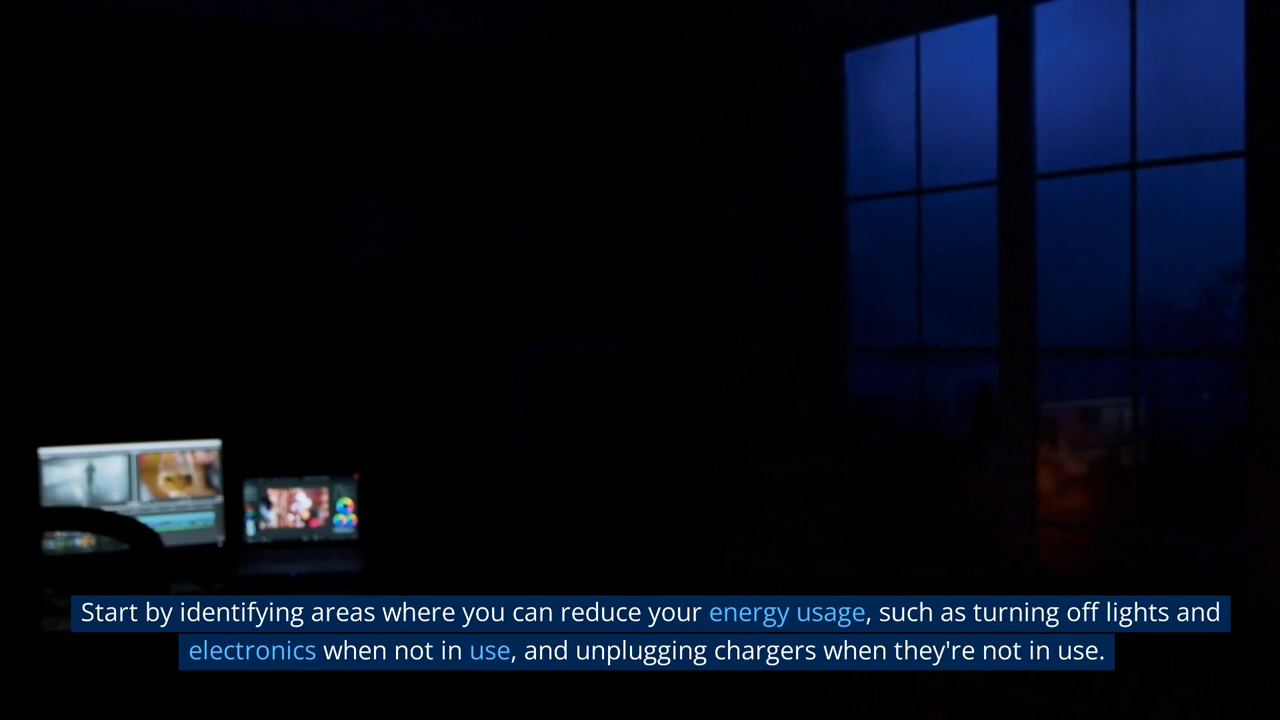 Start by identifying areas where you can reduce your energy usage, such as turning off lights and
electronics when not in use, and unplugging chargers when they're not in use.